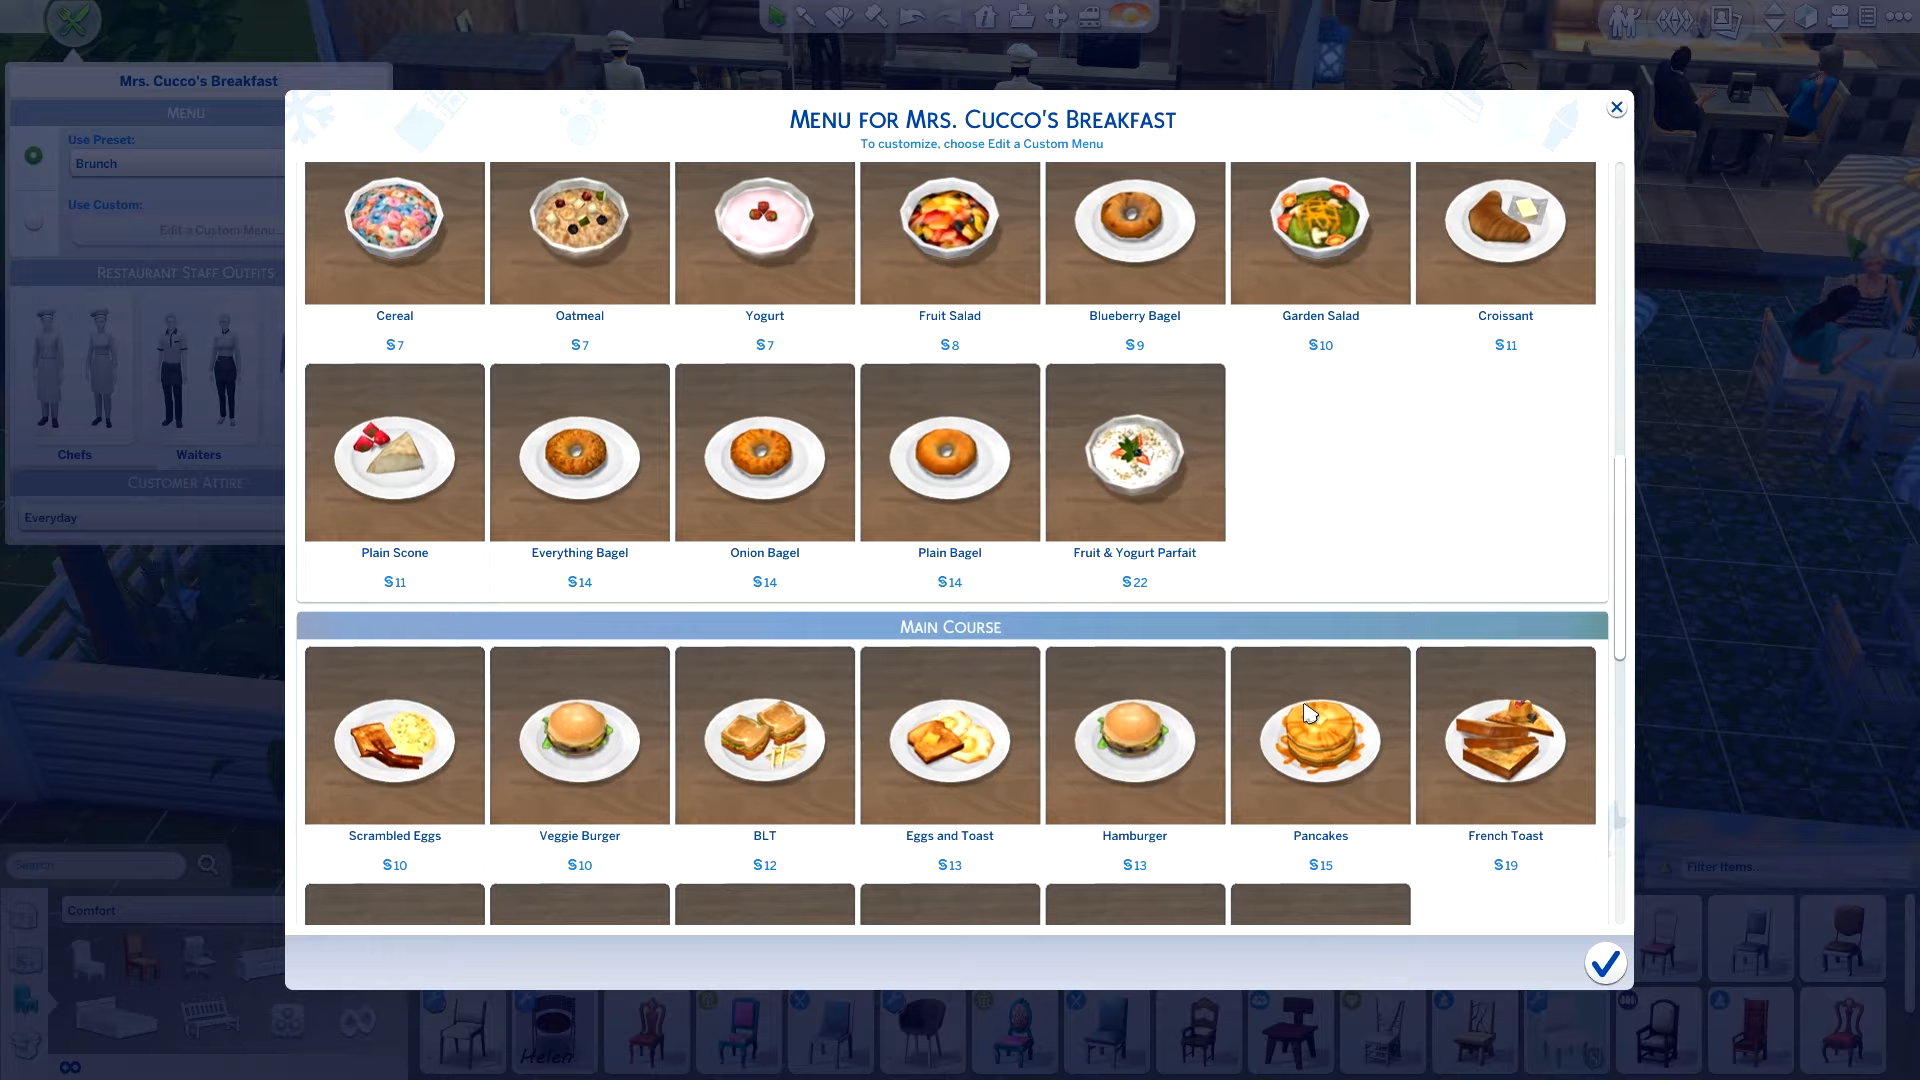 Mrs. Cucco's Breakfast
MENU
Use Preset:
Brunch
Use Custom:
Edit a Custom Menu...
RESTAURANT STAFF OUTFITS
Chefs
Waiters
CUSTOMER ATTIRE
Everyday
MENU FOR MRS. CUCCO'S BREAKFAST
To customize, choose Edit a Custom Menu
Cereal
Oatmeal
Yogurt
Fruit Salad
Blueberry Bagel
Garden Salad
Croissant
§7
§7
§7
§8
§9
§10
§11
Plain Scone
Everything Bagel
Onion Bagel
Plain Bagel
Fruit & Yogurt Parfait
§11
§14
§14
§14
§22
MAIN COURSE
Scrambled Eggs
Veggie Burger
BLT
Eggs and Toast
Hamburger
Pancakes
French Toast
§10
§10
§12
§13
§13
§15
§19
Search
Filter Items...
Comfort
Helen